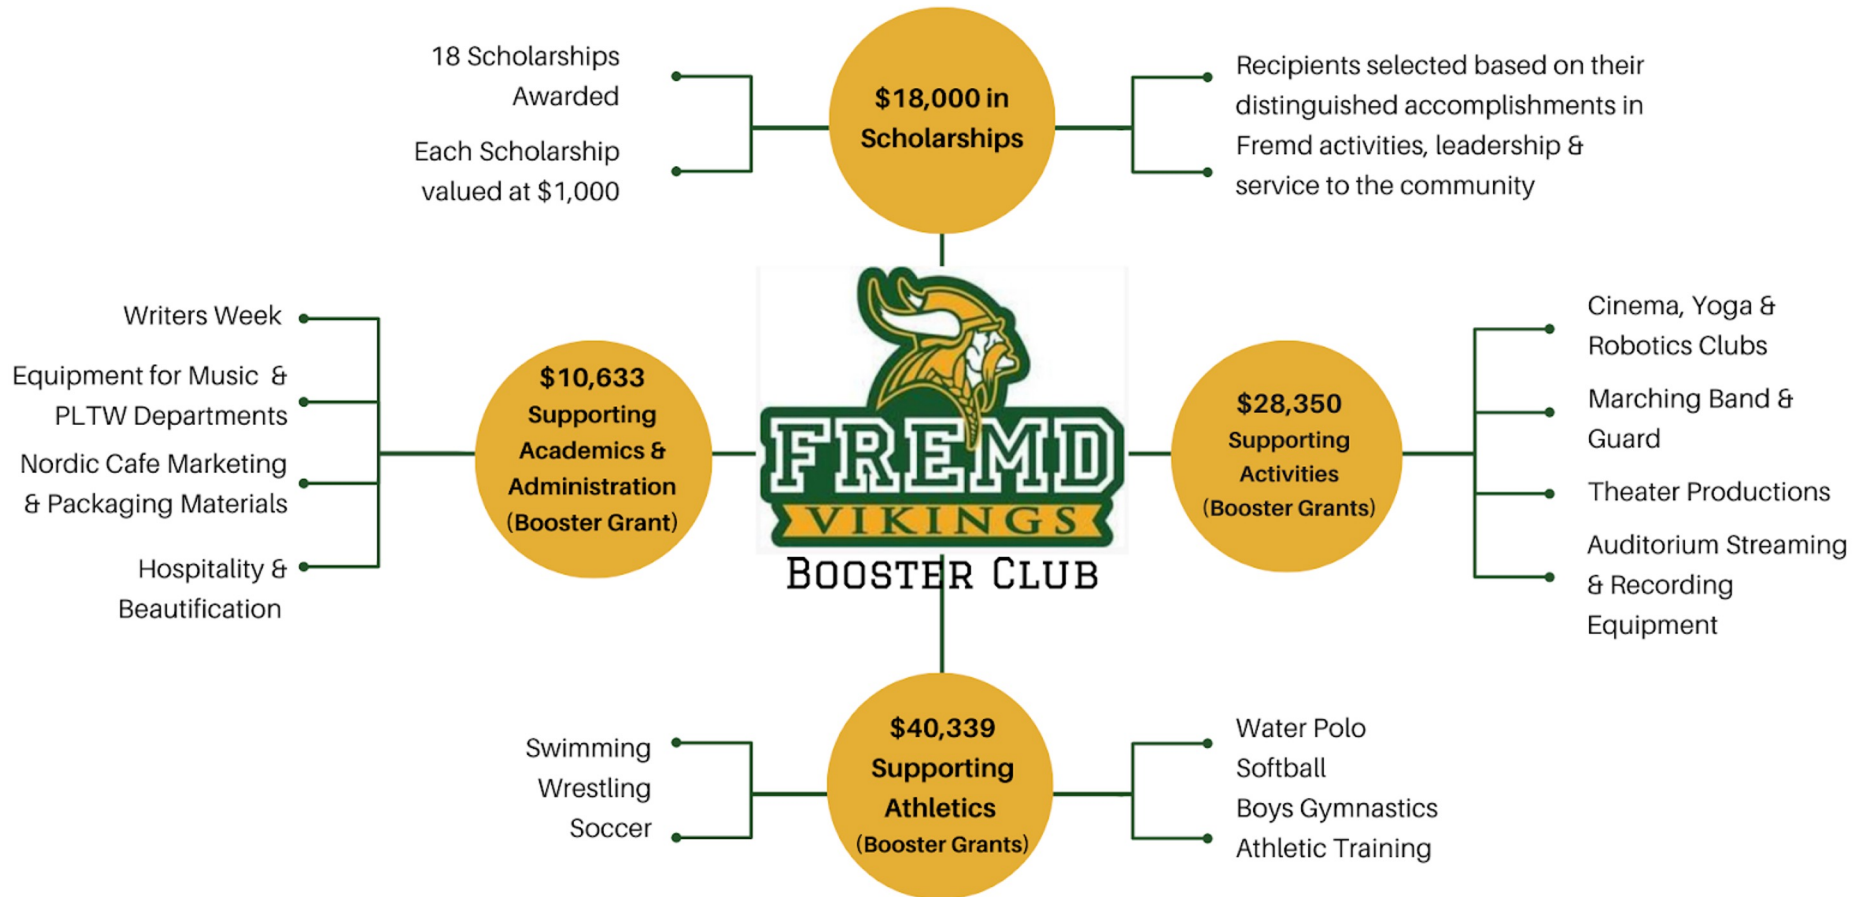 18 Scholarships
Awarded
Each Scholarship
valued at $1,000
$18,000 in
Scholarships
Recipients selected based on their
distinguished accomplishments in
Fremd activities, leadership &
service to the community
Writers Week
Equipment for Music &
PLTW Departments
Nordic Cafe Marketing
& Packaging Materials
Hospitality &
Beautification
$10,633
Supporting
Academics &
Administration
(Booster Grant)
FREMD
VIKINGS
BOOSTER CLUB
$28,350
Supporting
Activities
(Booster Grants)
Cinema, Yoga &
Robotics Clubs
Marching Band &
Guard
Theater Productions
Auditorium Streaming
& Recording
Equipment
Swimming
Wrestling
Soccer
$40,339
Supporting
Athletics
(Booster Grants)
Water Polo
Softball
Boys Gymnastics
Athletic Training